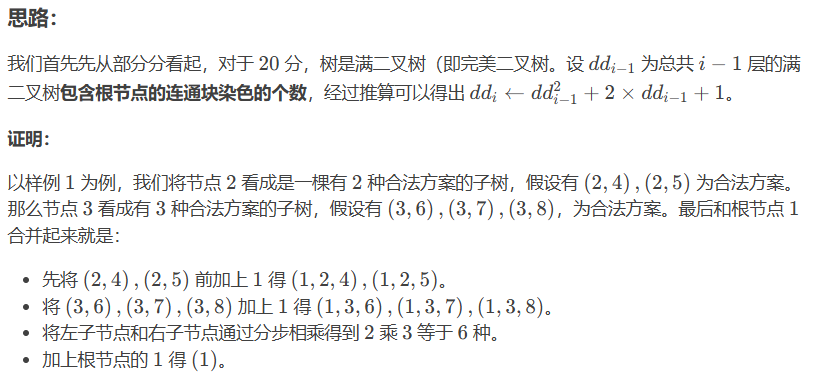 思路：
我们首先先从部分分看起，对于 20 分，树是满二叉树（即完美二叉树。设 dd_{i−1} 为总共 i − 1 层的满
二叉树包含根节点的连通块染色的个数，经过推算可以得出 dd_i ← dd_{i−1}^2 + 2 × dd_{i−1} + 1。
证明：
以样例 1 为例，我们将节点 2 看成是一棵有 2 种合法方案的子树，假设有 (2, 4) , (2, 5) 为合法方案。
那么节点 3 看成有 3 种合法方案的子树，假设有 (3, 6) , (3, 7) , (3, 8)，为合法方案。最后和根节点 1
合并起来就是：
• 先将 (2, 4) , (2, 5) 前加上 1 得 (1, 2, 4) , (1, 2, 5)。
• 将 (3, 6) , (3, 7) , (3, 8) 加上 1 得 (1, 3, 6) , (1, 3, 7) , (1, 3, 8)。
• 将左子节点和右子节点通过分步相乘得到 2 乘 3 等于 6 种。
• 加上根节点的 1 得 (1)。